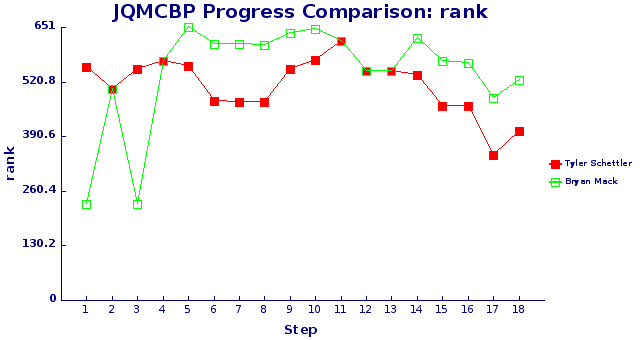 JQMCBP Progress Comparison: rank
651
520.8
390.6
260.4
130.2
0
rank
1 2 3 4 5 6 7 8 9 10 11 12 13 14 15 16 17 18
Step
Tyler Schettler
Bryan Mack